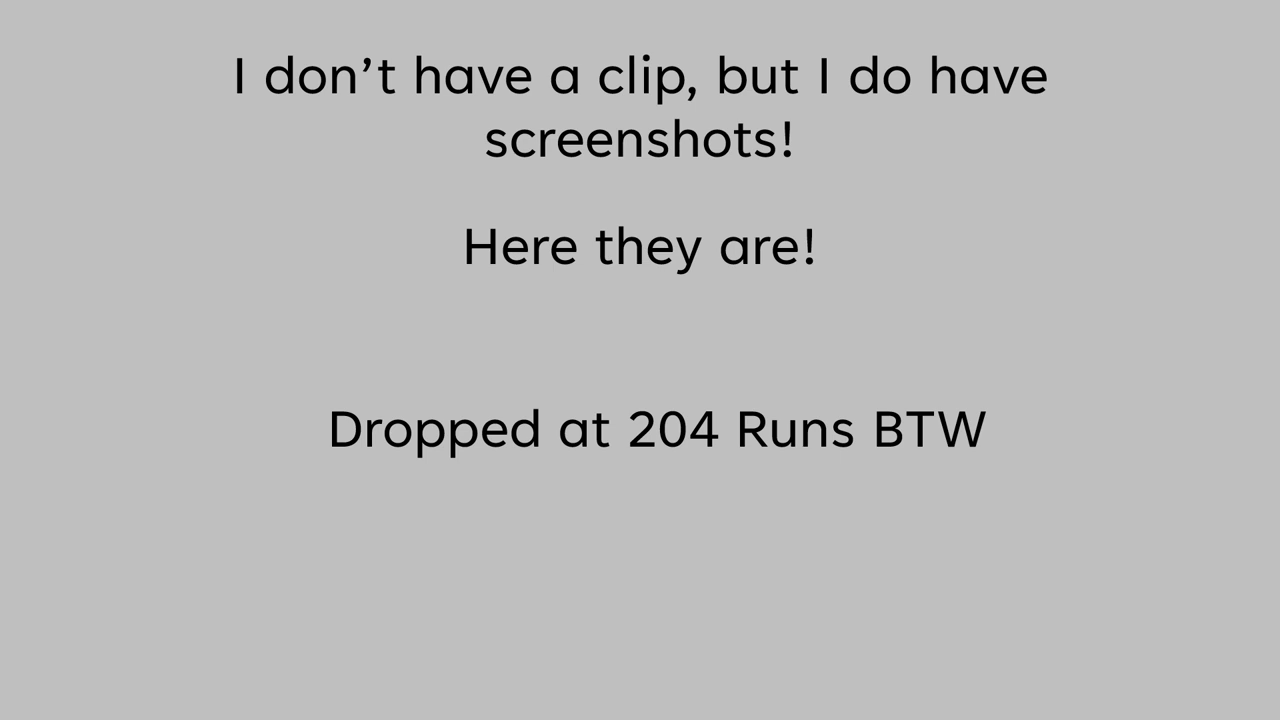 I don’t have a clip, but I do have
screenshots!
Here they are!
Dropped at 204 Runs BTW